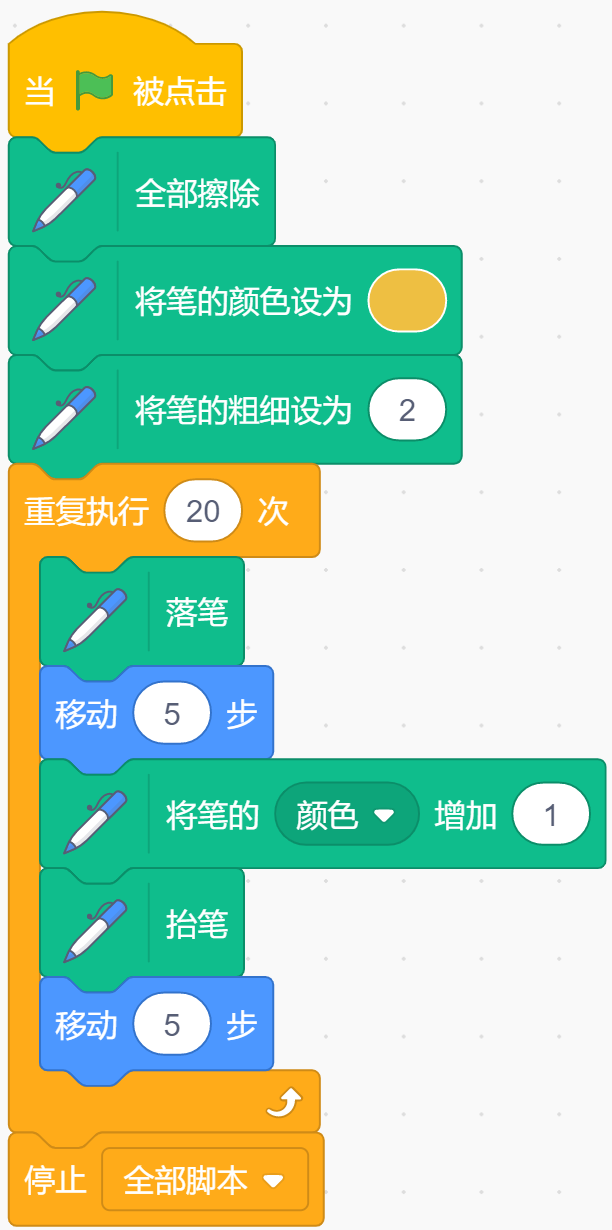 当 被点击
全部擦除
将笔的颜色设为
将笔的粗细设为 2
重复执行 20 次
落笔
移动 5 步
将笔的 颜色 增加 1
抬笔
移动 5 步
停止 全部脚本